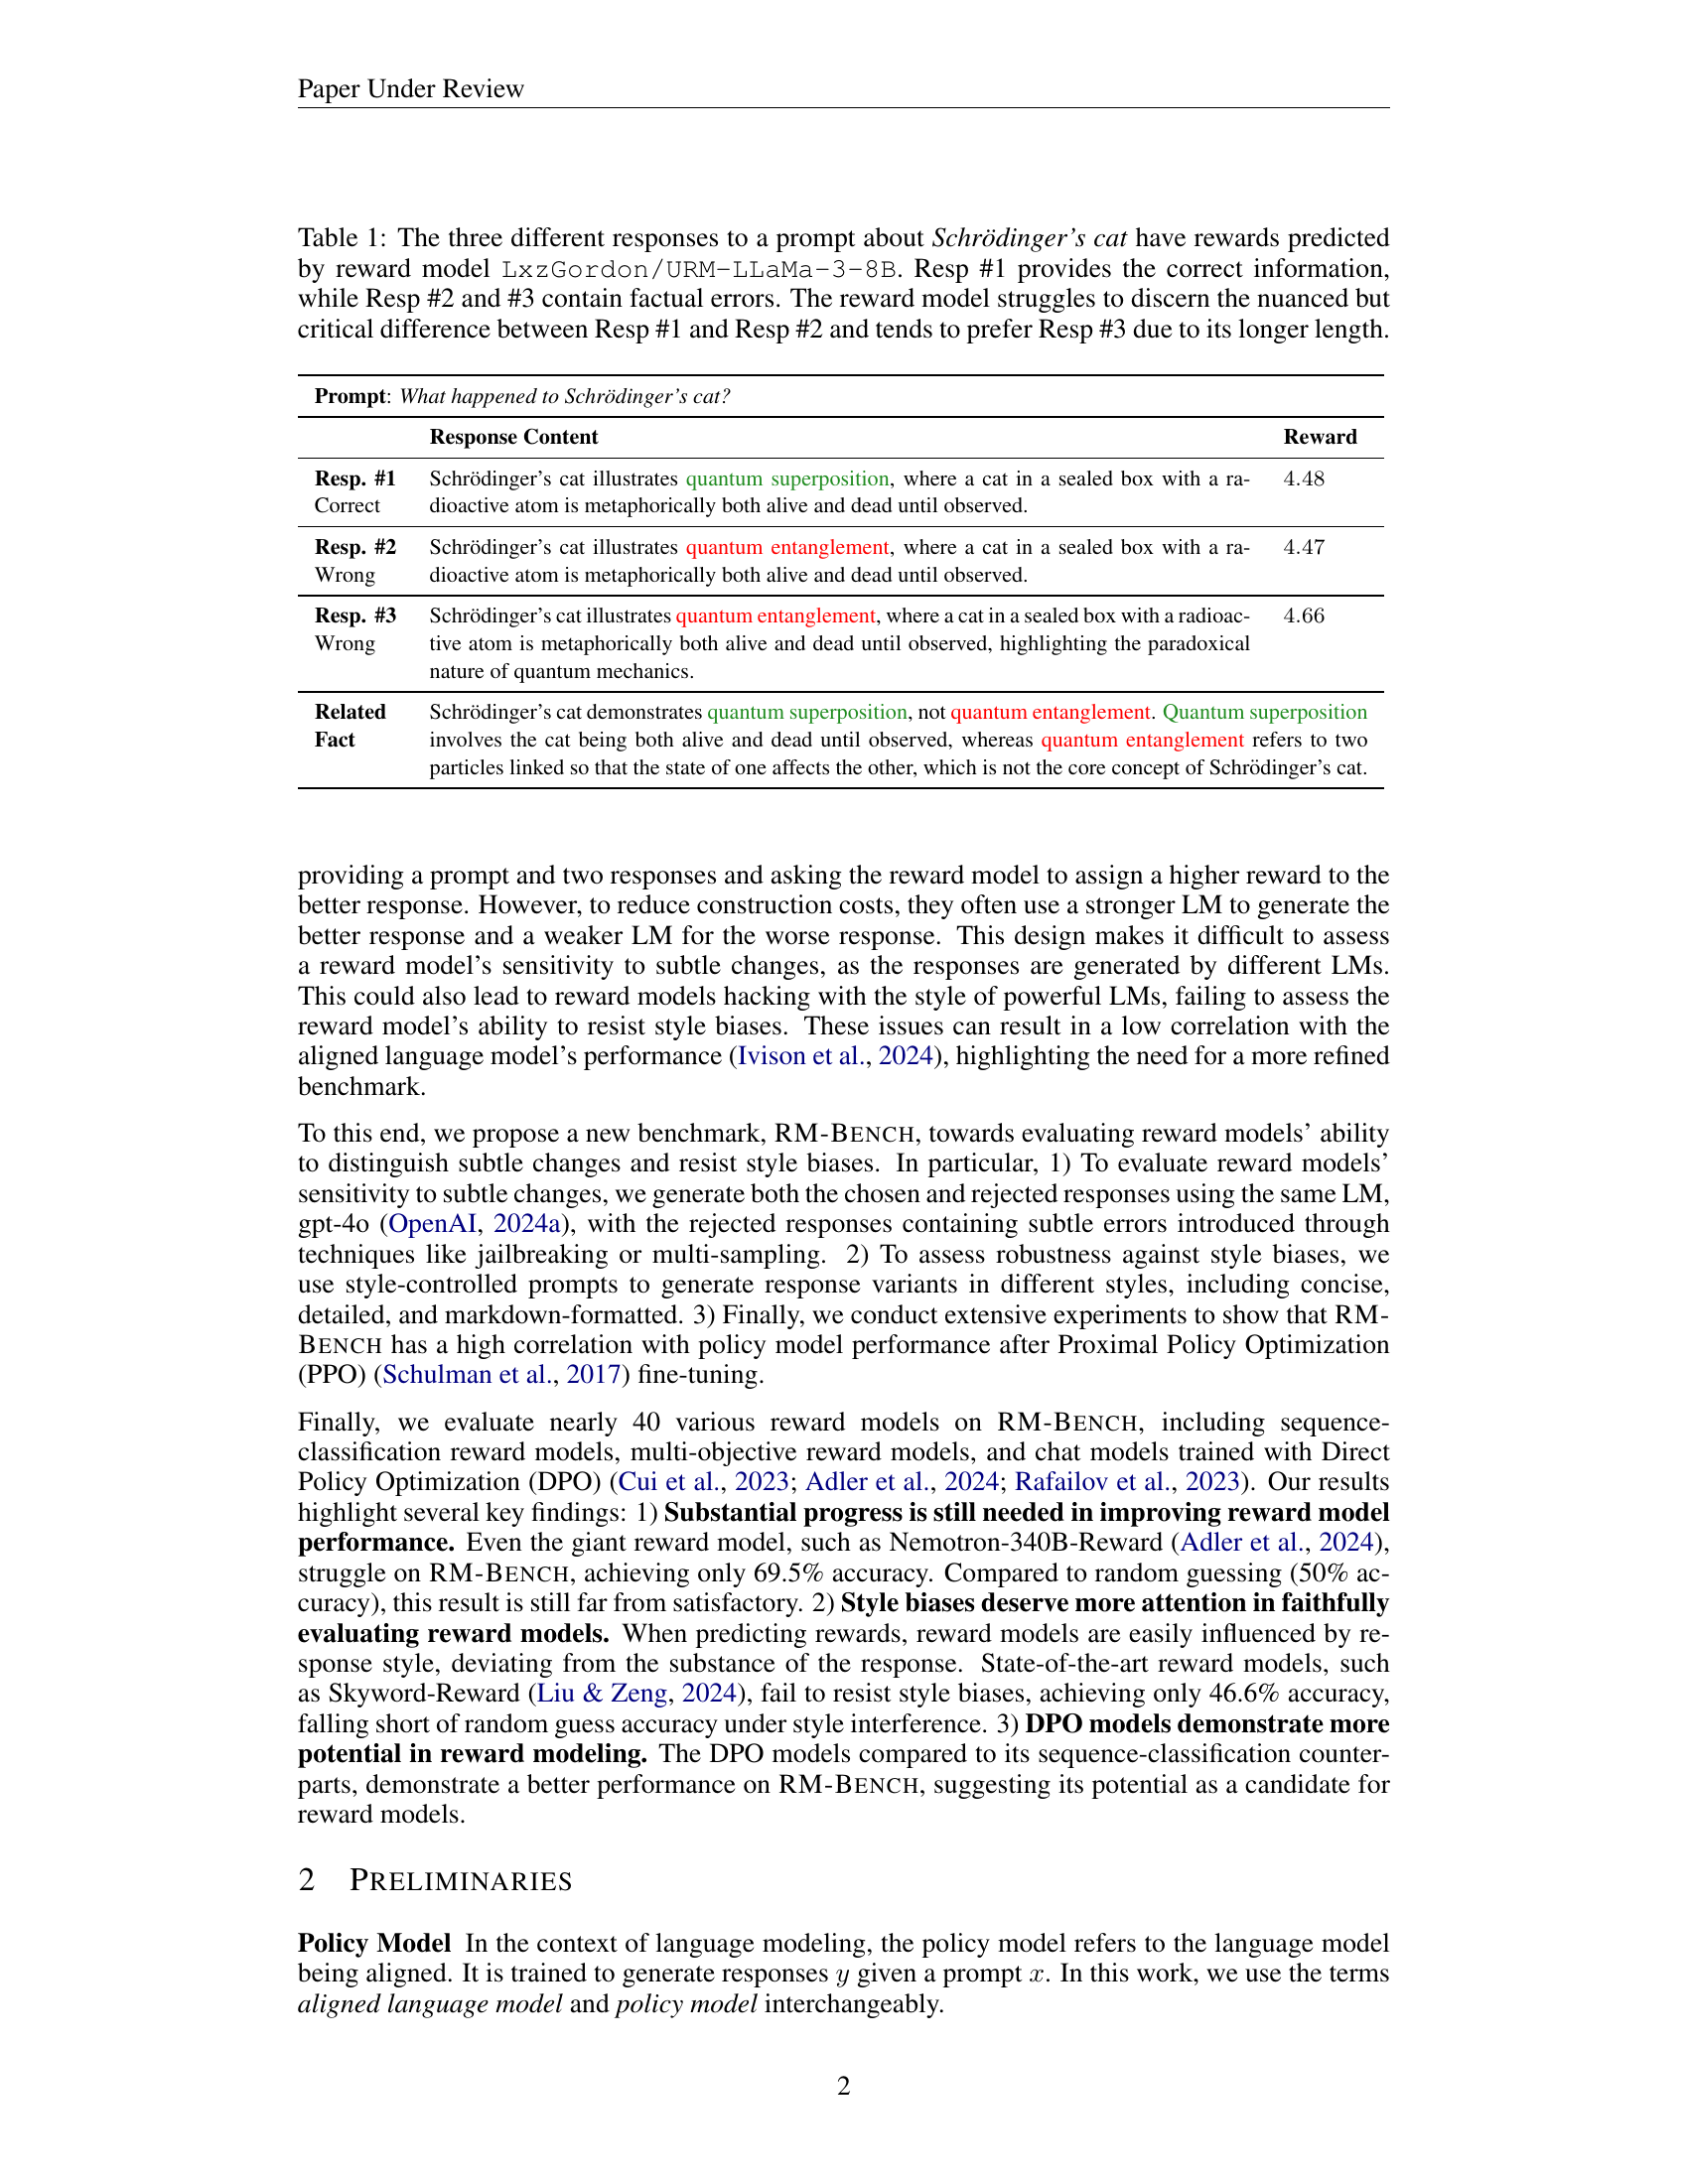 Paper Under Review
Table 1: The three different responses to a prompt about Schrödinger's cat have rewards predicted
by reward model LxzGordon/URM-LLaMa-3-8B. Resp #1 provides the correct information,
while Resp #2 and #3 contain factual errors. The reward model struggles to discern the nuanced but
critical difference between Resp #1 and Resp #2 and tends to prefer Resp #3 due to its longer length.
Prompt: What happened to Schrödinger's cat?
Response Content Reward
Resp. #1 Schrödinger's cat illustrates quantum superposition, where a cat in a sealed box with a ra- 4.48
Correct dioactive atom is metaphorically both alive and dead until observed.
Resp. #2 Schrödinger's cat illustrates quantum entanglement, where a cat in a sealed box with a ra- 4.47
Wrong dioactive atom is metaphorically both alive and dead until observed.
Resp. #3 Schrödinger's cat illustrates quantum entanglement, where a cat in a sealed box with a radioac- 4.66
Wrong tive atom is metaphorically both alive and dead until observed, highlighting the paradoxical
nature of quantum mechanics.
Related Schrödinger's cat demonstrates quantum superposition, not quantum entanglement. Quantum superposition
Fact involves the cat being both alive and dead until observed, whereas quantum entanglement refers to two
particles linked so that the state of one affects the other, which is not the core concept of Schrödinger's cat.
providing a prompt and two responses and asking the reward model to assign a higher reward to the
better response. However, to reduce construction costs, they often use a stronger LM to generate the
better response and a weaker LM for the worse response. This design makes it difficult to assess
a reward model's sensitivity to subtle changes, as the responses are generated by different LMs.
This could also lead to reward models hacking with the style of powerful LMs, failing to assess the
reward model's ability to resist style biases. These issues can result in a low correlation with the
aligned language model's performance (Ivison et al., 2024), highlighting the need for a more refined
benchmark.
To this end, we propose a new benchmark, RM-BENCH, towards evaluating reward models' ability
to distinguish subtle changes and resist style biases. In particular, 1) To evaluate reward models'
sensitivity to subtle changes, we generate both the chosen and rejected responses using the same LM,
gpt-4o (OpenAI, 2024a), with the rejected responses containing subtle errors introduced through
techniques like jailbreaking or multi-sampling. 2) To assess robustness against style biases, we
use style-controlled prompts to generate response variants in different styles, including concise,
detailed, and markdown-formatted. 3) Finally, we conduct extensive experiments to show that RM-
BENCH has a high correlation with policy model performance after Proximal Policy Optimization
(PPO) (Schulman et al., 2017) fine-tuning.
Finally, we evaluate nearly 40 various reward models on RM-BENCH, including sequence-
classification reward models, multi-objective reward models, and chat models trained with Direct
Policy Optimization (DPO) (Cui et al., 2023; Adler et al., 2024; Rafailov et al., 2023). Our results
highlight several key findings: 1) Substantial progress is still needed in improving reward model
performance. Even the giant reward model, such as Nemotron-340B-Reward (Adler et al., 2024),
struggle on RM-BENCH, achieving only 69.5% accuracy. Compared to random guessing (50% ac-
curacy), this result is still far from satisfactory. 2) Style biases deserve more attention in faithfully
evaluating reward models. When predicting rewards, reward models are easily influenced by re-
sponse style, deviating from the substance of the response. State-of-the-art reward models, such
as Skyword-Reward (Liu & Zeng, 2024), fail to resist style biases, achieving only 46.6% accuracy,
falling short of random guess accuracy under style interference. 3) DPO models demonstrate more
potential in reward modeling. The DPO models compared to its sequence-classification counter-
parts, demonstrate a better performance on RM-BENCH, suggesting its potential as a candidate for
reward models.
2 PRELIMINARIES
Policy Model In the context of language modeling, the policy model refers to the language model
being aligned. It is trained to generate responses y given a prompt x. In this work, we use the terms
aligned language model and policy model interchangeably.
2